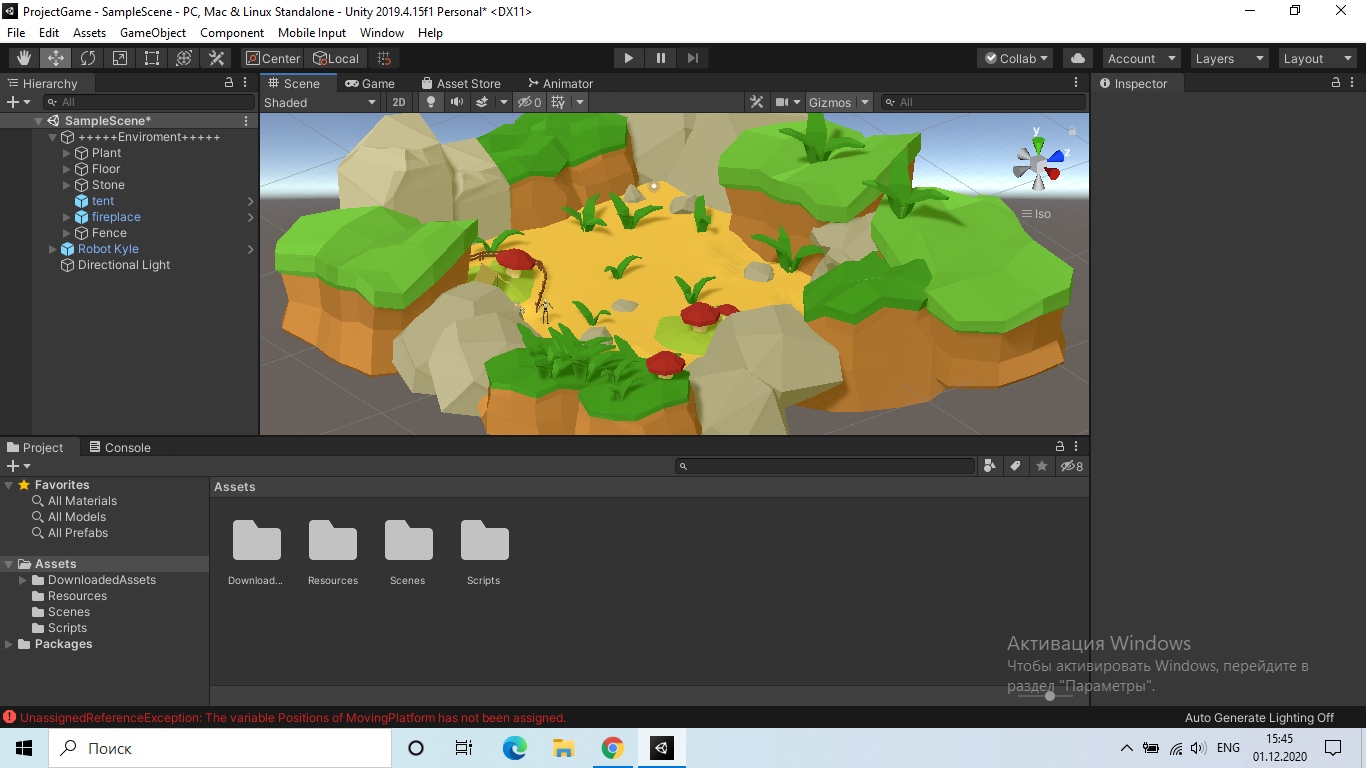 ProjectGame - SampleScene - PC, Mac & Linux Standalone - Unity 2019.4.15f1 Personal* <DX11>
File Edit Assets GameObject Component Mobile Input Window Help
Center Local Collab Account Layers Layout
Hierarchy Scene Game Asset Store Animator Inspector
All Shaded 2D 0 Gizmos All
SampleScene*
+++++Enviroment+++++
Plant
Floor
Stone
tent
fireplace
Fence
Robot Kyle
Directional Light
y
z
Iso
Project Console
8
Favorites
All Materials
All Models
All Prefabs
Assets
DownloadedAssets
Resources
Scenes
Scripts
Packages
Assets
Download... Resources Scenes Scripts
Активация Windows
Чтобы активировать Windows, перейдите в
раздел "Параметры".
UnassignedReferenceException: The variable Positions of MovingPlatform has not been assigned.
Auto Generate Lighting Off
Поиск
ENG
15:45
01.12.2020